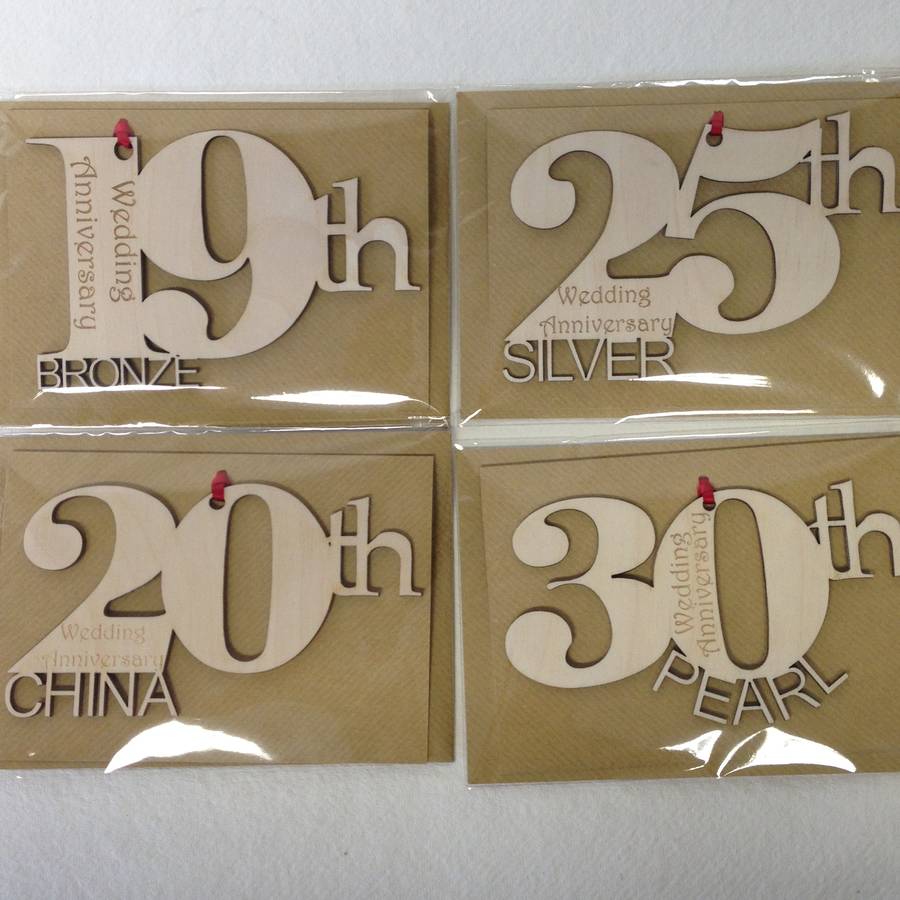 19th
Wedding
Anniversary
BRONZE
25th
Wedding
Anniversary
SILVER
20th
Wedding
Anniversary
CHINA
30th
Wedding
Anniversary
PEARL